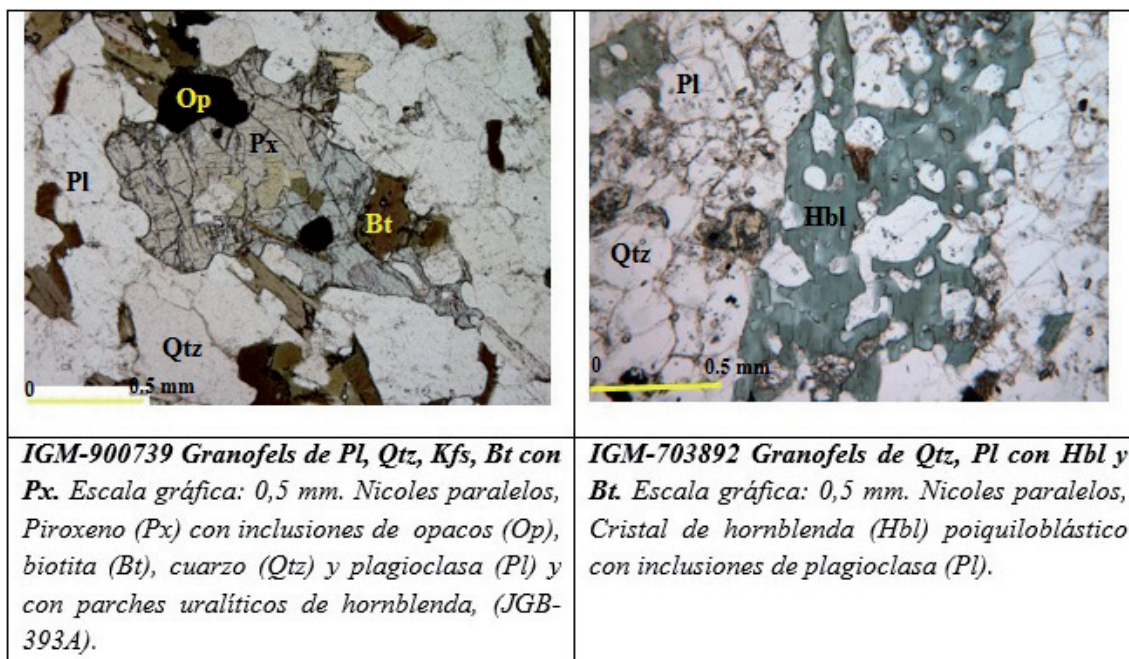 Op
Px
Pl
Bt
Qtz
0
0.5 mm
Pl
Hbl
Qtz
0
0.5 mm
IGM-900739 Granofels de Pl, Qtz, Kfs, Bt con
Px. Escala gráfica: 0,5 mm. Nicoles paralelos,
Piroxeno (Px) con inclusiones de opacos (Op),
biotita (Bt), cuarzo (Qtz) y plagioclasa (Pl) y
con parches uralíticos de hornblenda, (JGB-
393A).
IGM-703892 Granofels de Qtz, Pl con Hbl y
Bt. Escala gráfica: 0,5 mm. Nicoles paralelos,
Cristal de hornblenda (Hbl) poiquiloblástico
con inclusiones de plagioclasa (Pl).